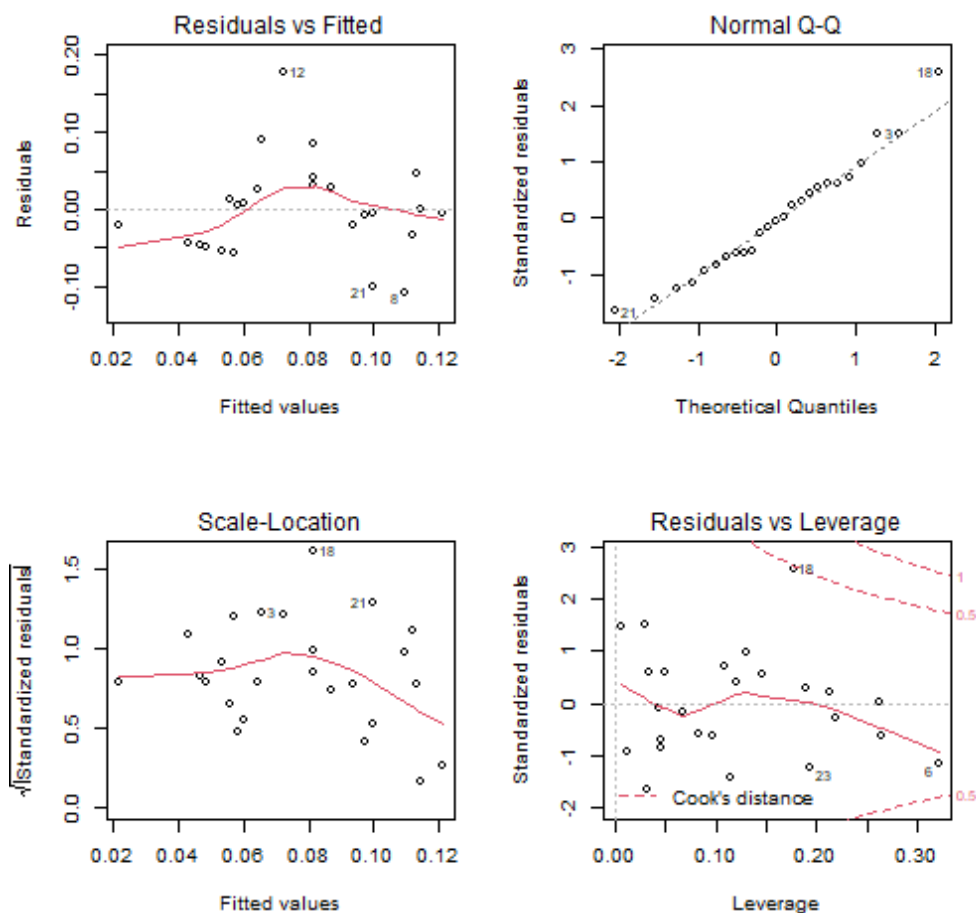 Residuals vs Fitted
Residuals
0.20
0.10
0.00
-0.10
12
21
8
0.02 0.04 0.06 0.08 0.10 0.12
Fitted values
Normal Q-Q
Standardized residuals
3
2
1
0
-1
18
3
21
-2 -1 0 1 2
Theoretical Quantiles
Scale-Location
√|Standardized residuals|
1.5
1.0
0.5
0.0
18
21
3
0.02 0.04 0.06 0.08 0.10 0.12
Fitted values
Residuals vs Leverage
Standardized residuals
3
2
1
0
-1
-2
18
1
0.5
23
6
Cook's distance
0.5
0.00 0.10 0.20 0.30
Leverage